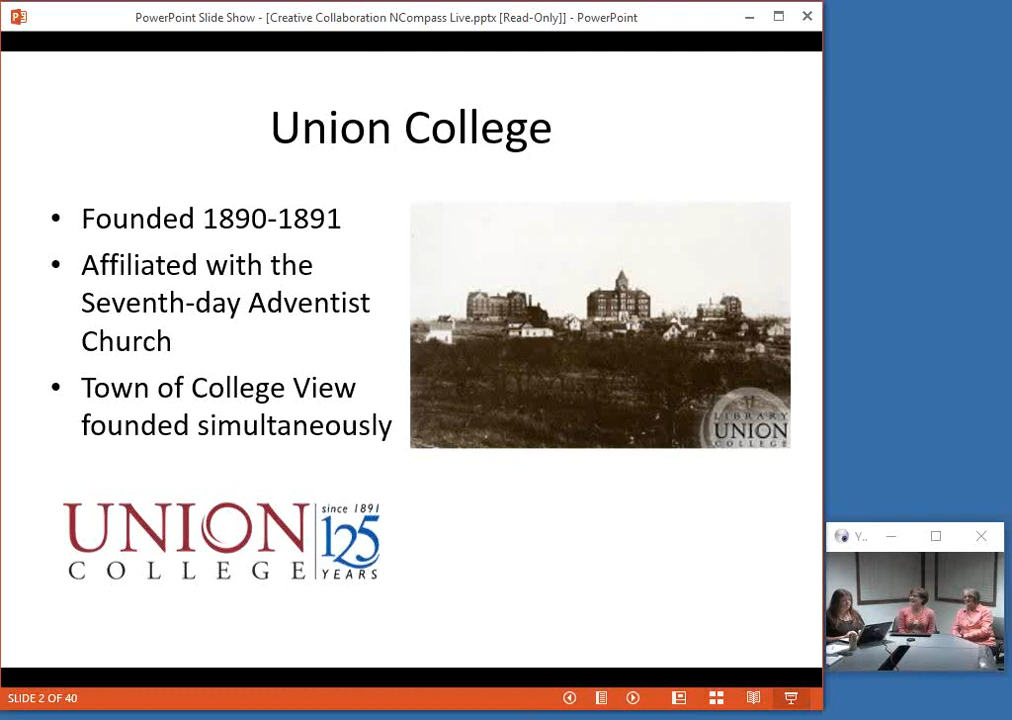 PowerPoint Slide Show - [Creative Collaboration NCompass Live.pptx [Read-Only]] - PowerPoint
Union College
• Founded 1890-1891
• Affiliated with the
Seventh-day Adventist
Church
• Town of College View
founded simultaneously
LIBRARY
UNION
COLLEGE
UNION
COLLEGE
since 1891
125
YEARS
Y..
SLIDE 2 OF 40